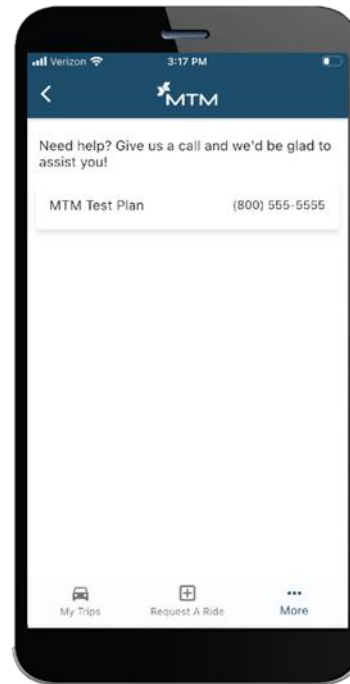 Verizon 3:17 PM
MTM
Need help? Give us a call and we'd be glad to
assist you!
MTM Test Plan (800) 555-5555
My Trips Request A Ride More